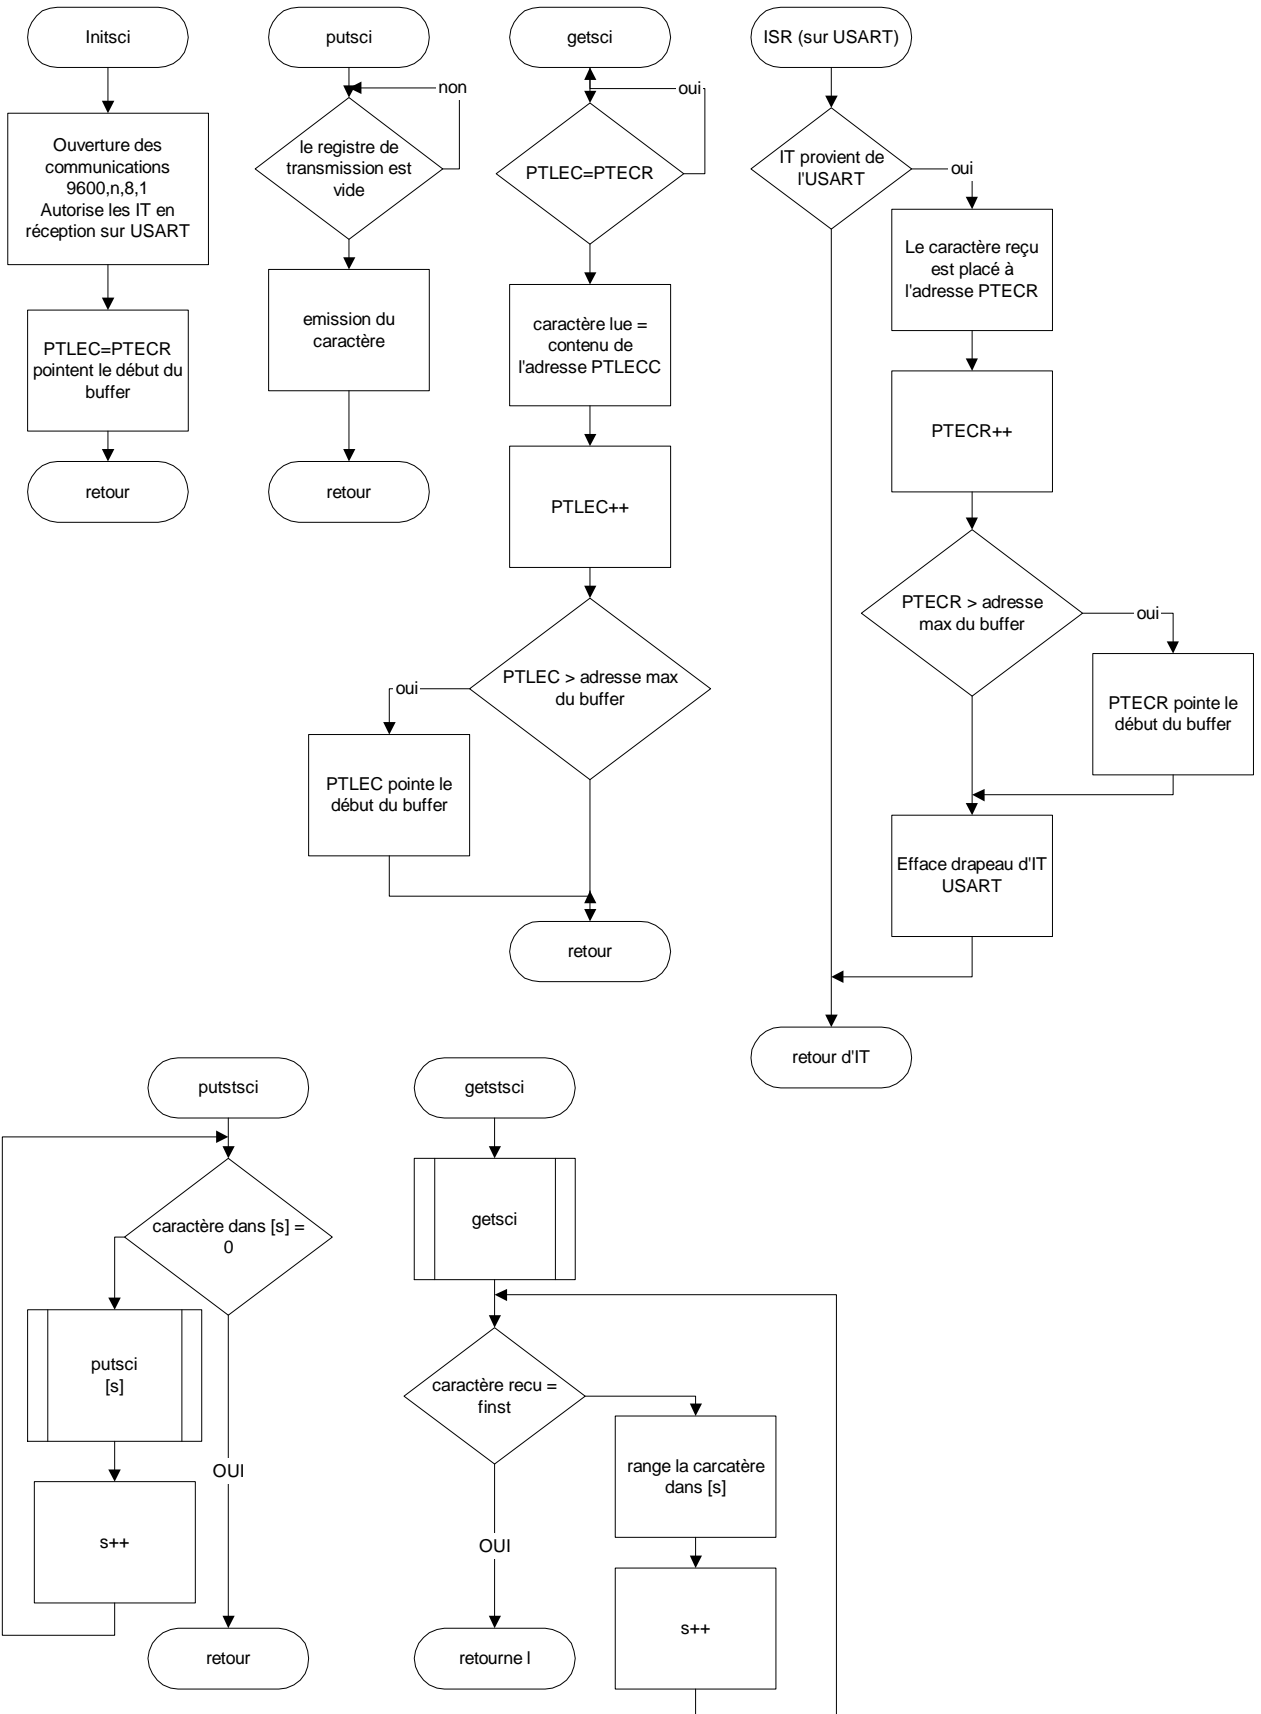 Initsci
Ouverture des
communications
9600,n,8,1
Autorise les IT en
réception sur USART
PTLEC=PTECR
pointent le début du
buffer
retour
putsci
non
le registre de
transmission est
vide
emission du
caractère
retour
getsci
oui
PTLEC=PTECR
caractère lue =
contenu de
l'adresse PTLECC
PTLEC++
PTLEC > adresse max
du buffer
oui
PTLEC pointe le
début du buffer
retour
ISR (sur USART)
IT provient de
l'USART
oui
Le caractère reçu
est placé à
l'adresse PTECR
PTECR++
PTECR > adresse
max du buffer
oui
PTECR pointe le
début du buffer
Efface drapeau d'IT
USART
retour d'IT
putstsci
caractère dans [s] =
0
putsci
[s]
s++
OUI
retour
getstsci
getsci
caractère recu =
finst
range la carcatère
dans [s]
s++
OUI
retourne l